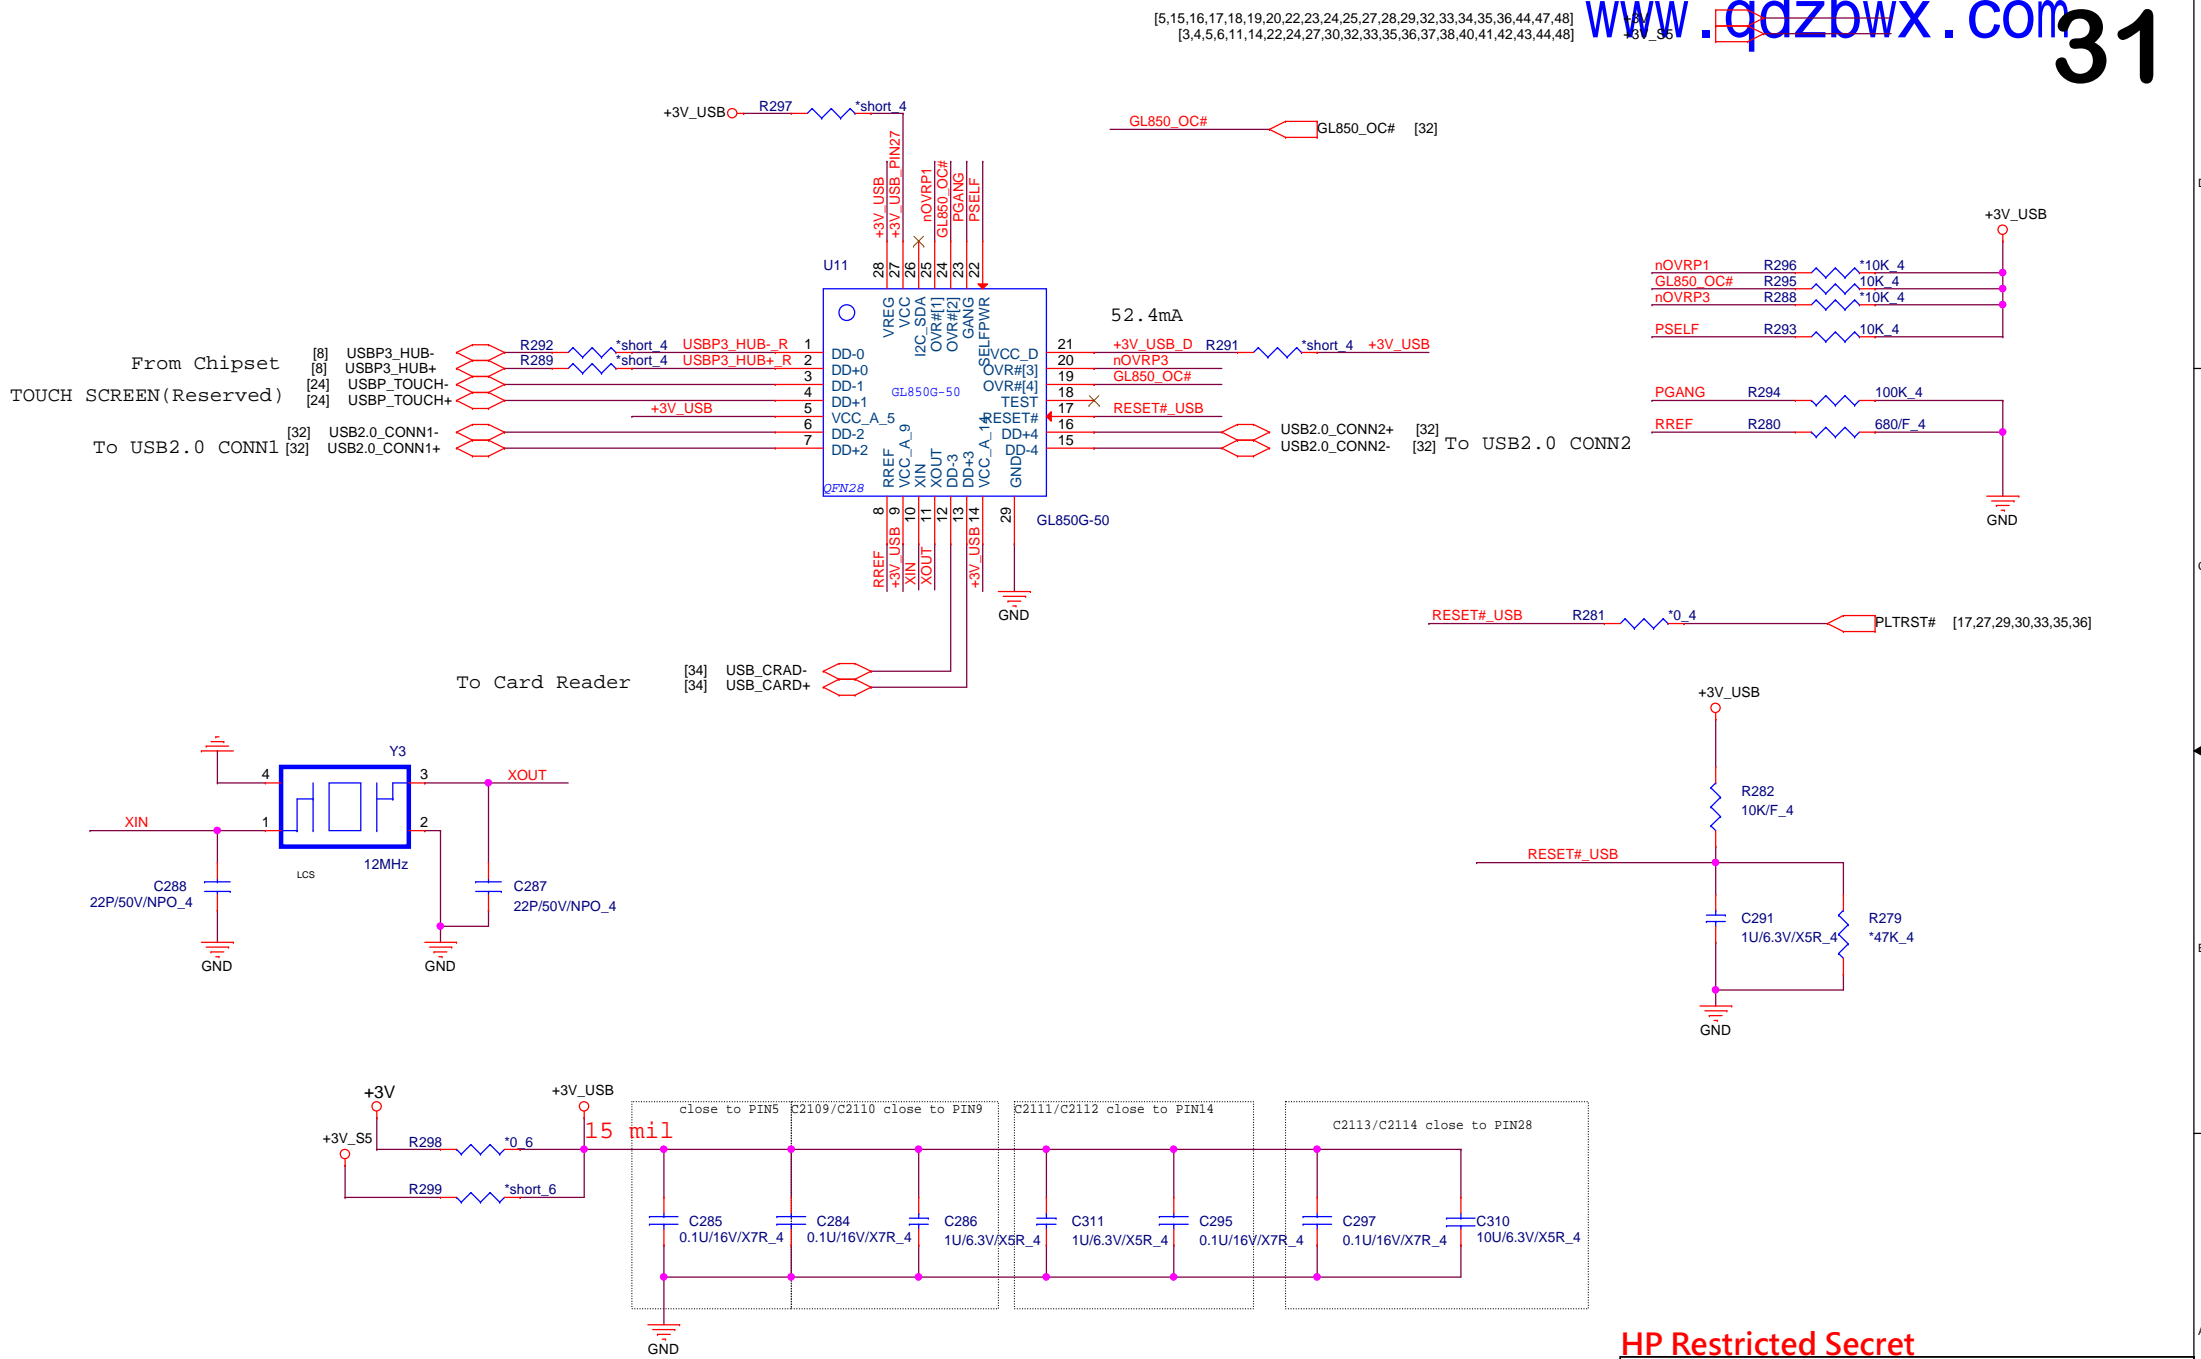 [5,15,16,17,18,19,20,22,23,24,25,27,28,29,32,33,34,35,36,44,47,48] +3V
[3,4,5,6,11,14,22,24,27,30,32,33,35,36,37,38,40,41,42,43,44,48] +3V_S5
www.qdzbwx.com
31
+3V_USB R297 *short_4
GL850_OC# GL850_OC# [32]
+3V_USB
+3V_USB_PIN27
nOVRP1
GL850_OC#
PGANG
PSELF
U11
28 27 26 25 24 23 22
VREG
VCC
I2C_SDA
OVR#[1]
OVR#[2]
GANG
SELFPWR
52.4mA
+3V_USB
nOVRP1 R296 *10K_4
GL850_OC# R295 10K_4
nOVRP3 R288 *10K_4
PSELF R293 10K_4
PGANG R294 100K_4
RREF R280 680/F_4
GND
From Chipset
[8] USBP3_HUB- R292 *short_4 USBP3_HUB-_R 1 DD-0
[8] USBP3_HUB+ R289 *short_4 USBP3_HUB+_R 2 DD+0
TOUCH SCREEN(Reserved)
[24] USBP_TOUCH- 3 DD-1
[24] USBP_TOUCH+ 4 DD+1
+3V_USB 5 VCC_A_5
To USB2.0 CONN1
[32] USB2.0_CONN1- 6 DD-2
[32] USB2.0_CONN1+ 7 DD+2
GL850G-50
VCC_D 21 +3V_USB_D R291 *short_4 +3V_USB
OVR#[3] 20 nOVRP3
OVR#[4] 19 GL850_OC#
TEST 18
RESET# 17 RESET#_USB
DD+4 16 USB2.0_CONN2+ [32]
DD-4 15 USB2.0_CONN2- [32]
To USB2.0 CONN2
RREF
VCC_A_9
XIN
XOUT
DD-3
DD+3
VCC_A_14
GND
QFN28
8 9 10 11 12 13 14 29
GL850G-50
RREF
+3V_USB
XIN
XOUT
+3V_USB
GND
RESET#_USB R281 *0_4 PLTRST# [17,27,29,30,33,35,36]
To Card Reader
[34] USB_CRAD-
[34] USB_CARD+
+3V_USB
R282
10K/F_4
RESET#_USB
C291
1U/6.3V/X5R_4
R279
*47K_4
GND
Y3
4 3 XOUT
XIN 1 2
LCS
12MHz
C288
22P/50V/NPO_4
C287
22P/50V/NPO_4
GND
GND
+3V
+3V_USB
+3V_S5
R298 *0_6
R299 *short_6
15 mil
close to PIN5
C2109/C2110 close to PIN9
C2111/C2112 close to PIN14
C2113/C2114 close to PIN28
C285
0.1U/16V/X7R_4
C284
0.1U/16V/X7R_4
C286
1U/6.3V/X5R_4
C311
1U/6.3V/X5R_4
C295
0.1U/16V/X7R_4
C297
0.1U/16V/X7R_4
C310
10U/6.3V/X5R_4
GND
HP Restricted Secret